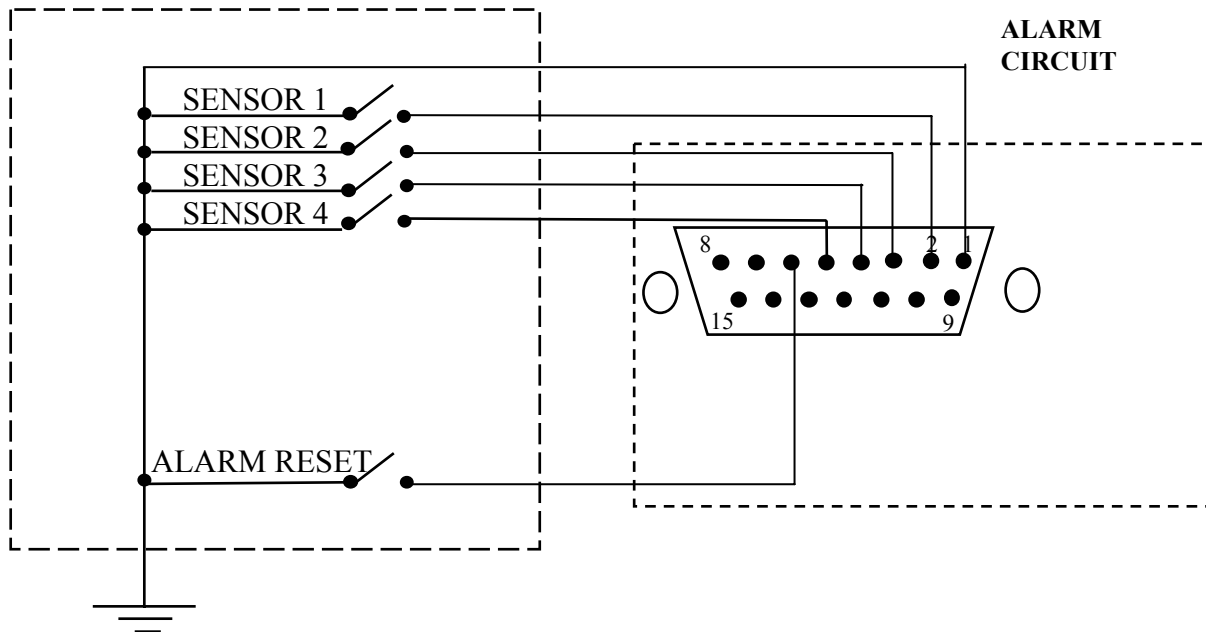 ALARM
CIRCUIT
SENSOR 1
SENSOR 2
SENSOR 3
SENSOR 4
8
2
1
15
9
ALARM RESET